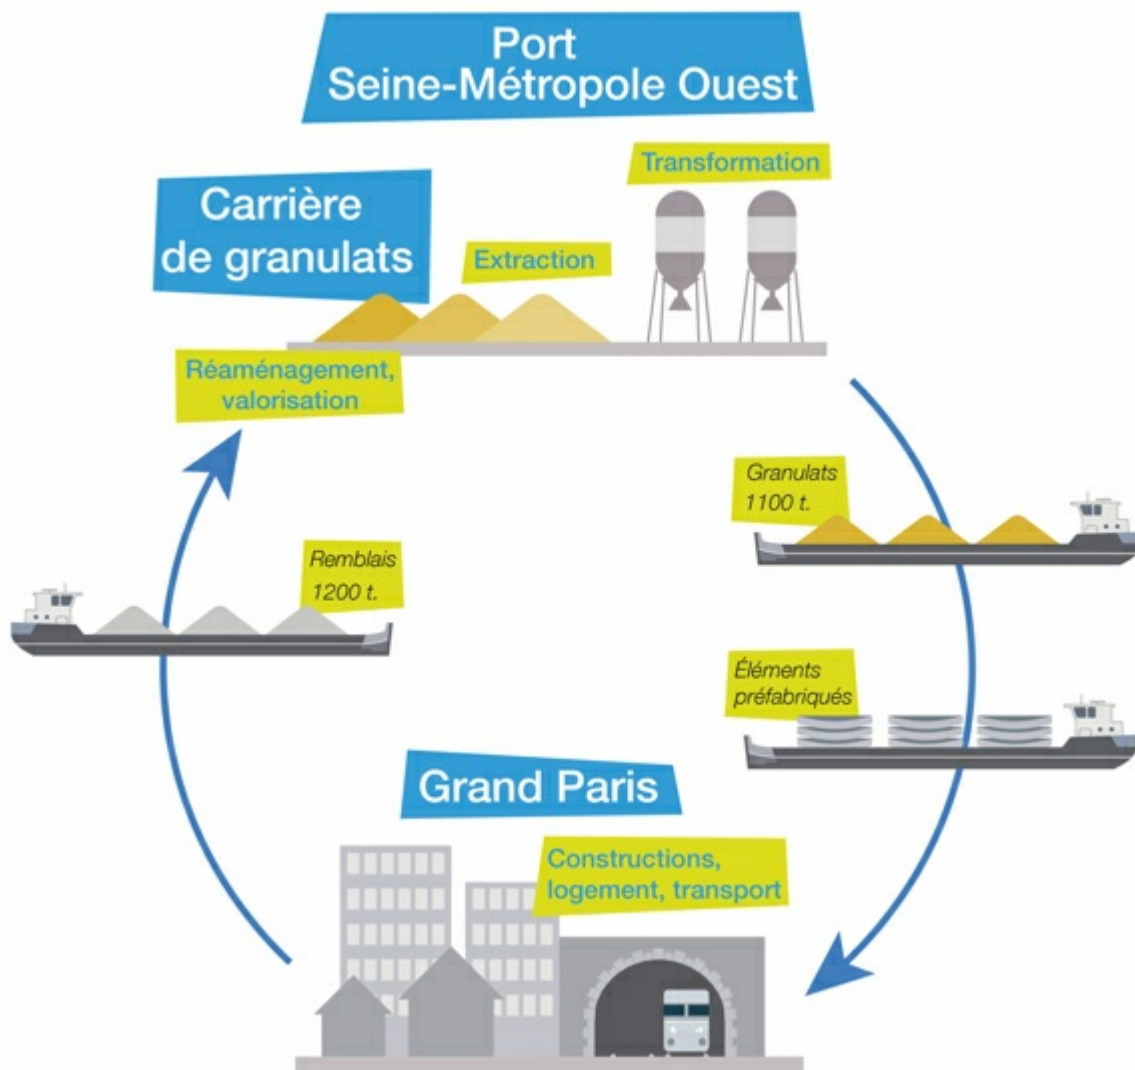 Port
Seine-Métropole Ouest
Transformation
Carrière
de granulats
Extraction
Réaménagement,
valorisation
Granulats
1100 t.
Remblais
1200 t.
Éléments
préfabriqués
Grand Paris
Constructions,
logement, transport